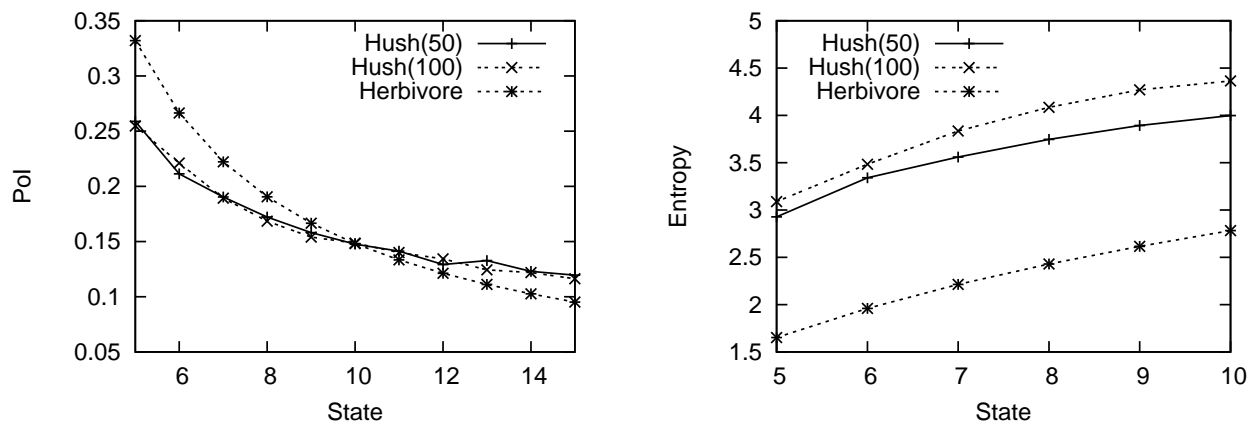 0.35
0.3
0.25
0.2
0.15
0.1
0.05
PoI
6 8 10 12 14
State
Hush(50)
Hush(100)
Herbivore
5
4.5
4
3.5
3
2.5
2
1.5
Entropy
5 6 7 8 9 10
State
Hush(50)
Hush(100)
Herbivore